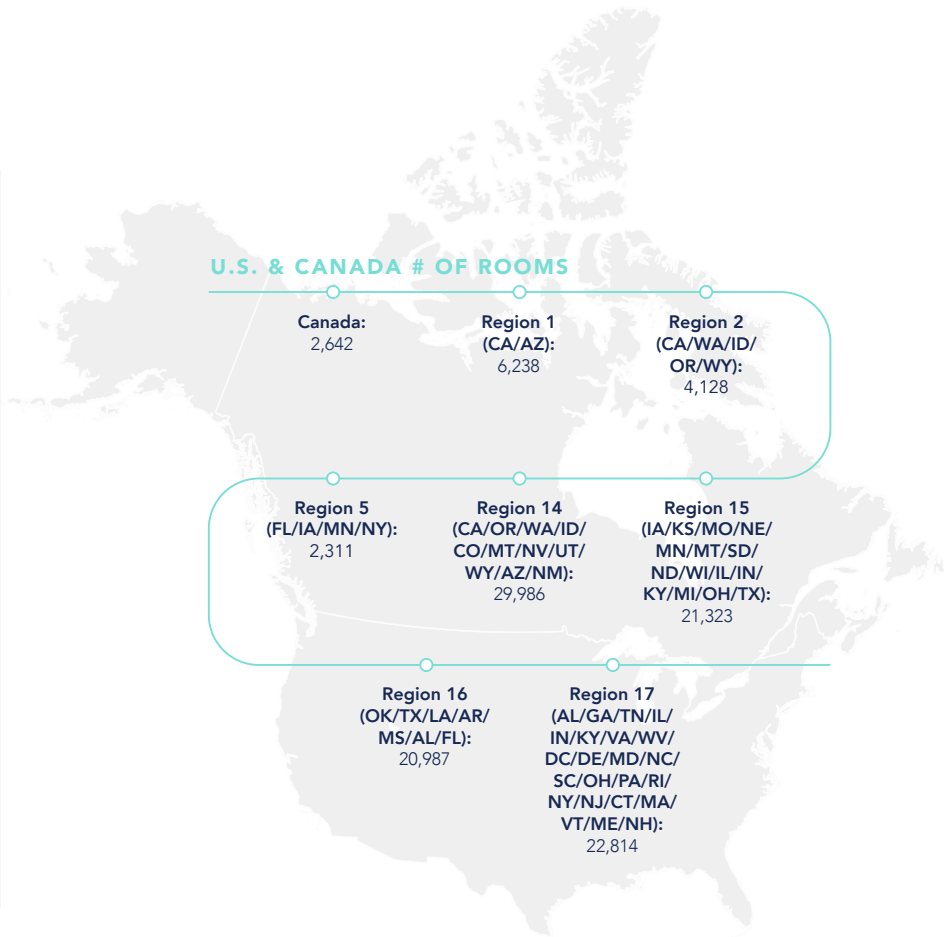 U.S. & CANADA # OF ROOMS
Canada:
2,642
Region 1
(CA/AZ):
6,238
Region 2
(CA/WA/ID/
OR/WY):
4,128
Region 5
(FL/IA/MN/NY):
2,311
Region 14
(CA/OR/WA/ID/
CO/MT/NV/UT/
WY/AZ/NM):
29,986
Region 15
(IA/KS/MO/NE/
MN/MT/SD/
ND/WI/IL/IN/
KY/MI/OH/TX):
21,323
Region 16
(OK/TX/LA/AR/
MS/AL/FL):
20,987
Region 17
(AL/GA/TN/IL/
IN/KY/VA/WV/
DC/DE/MD/NC/
SC/OH/PA/RI/
NY/NJ/CT/MA/
VT/ME/NH):
22,814